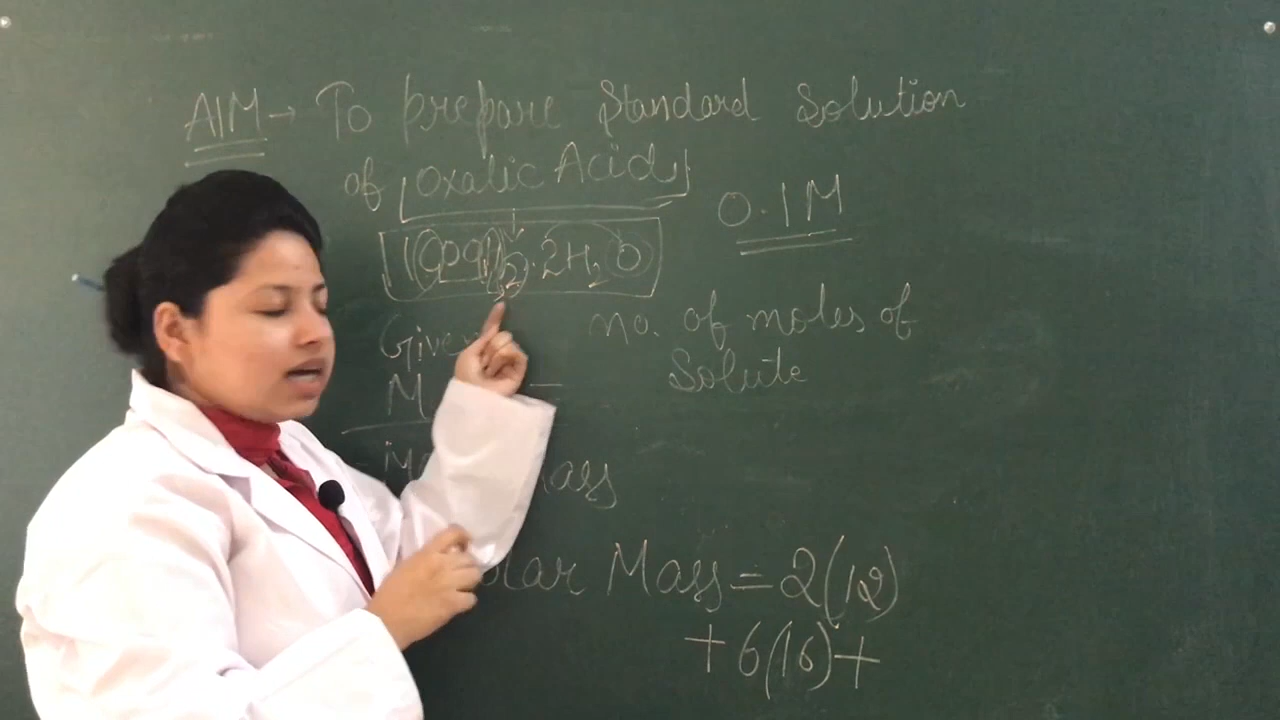 AIM → To prepare Standard Solution
of Oxalic Acid
0.1M
(COOH)2.2H2O
Given
no. of moles of
Solute
M
Molar Mass = 2(12)
+ 6(16) +